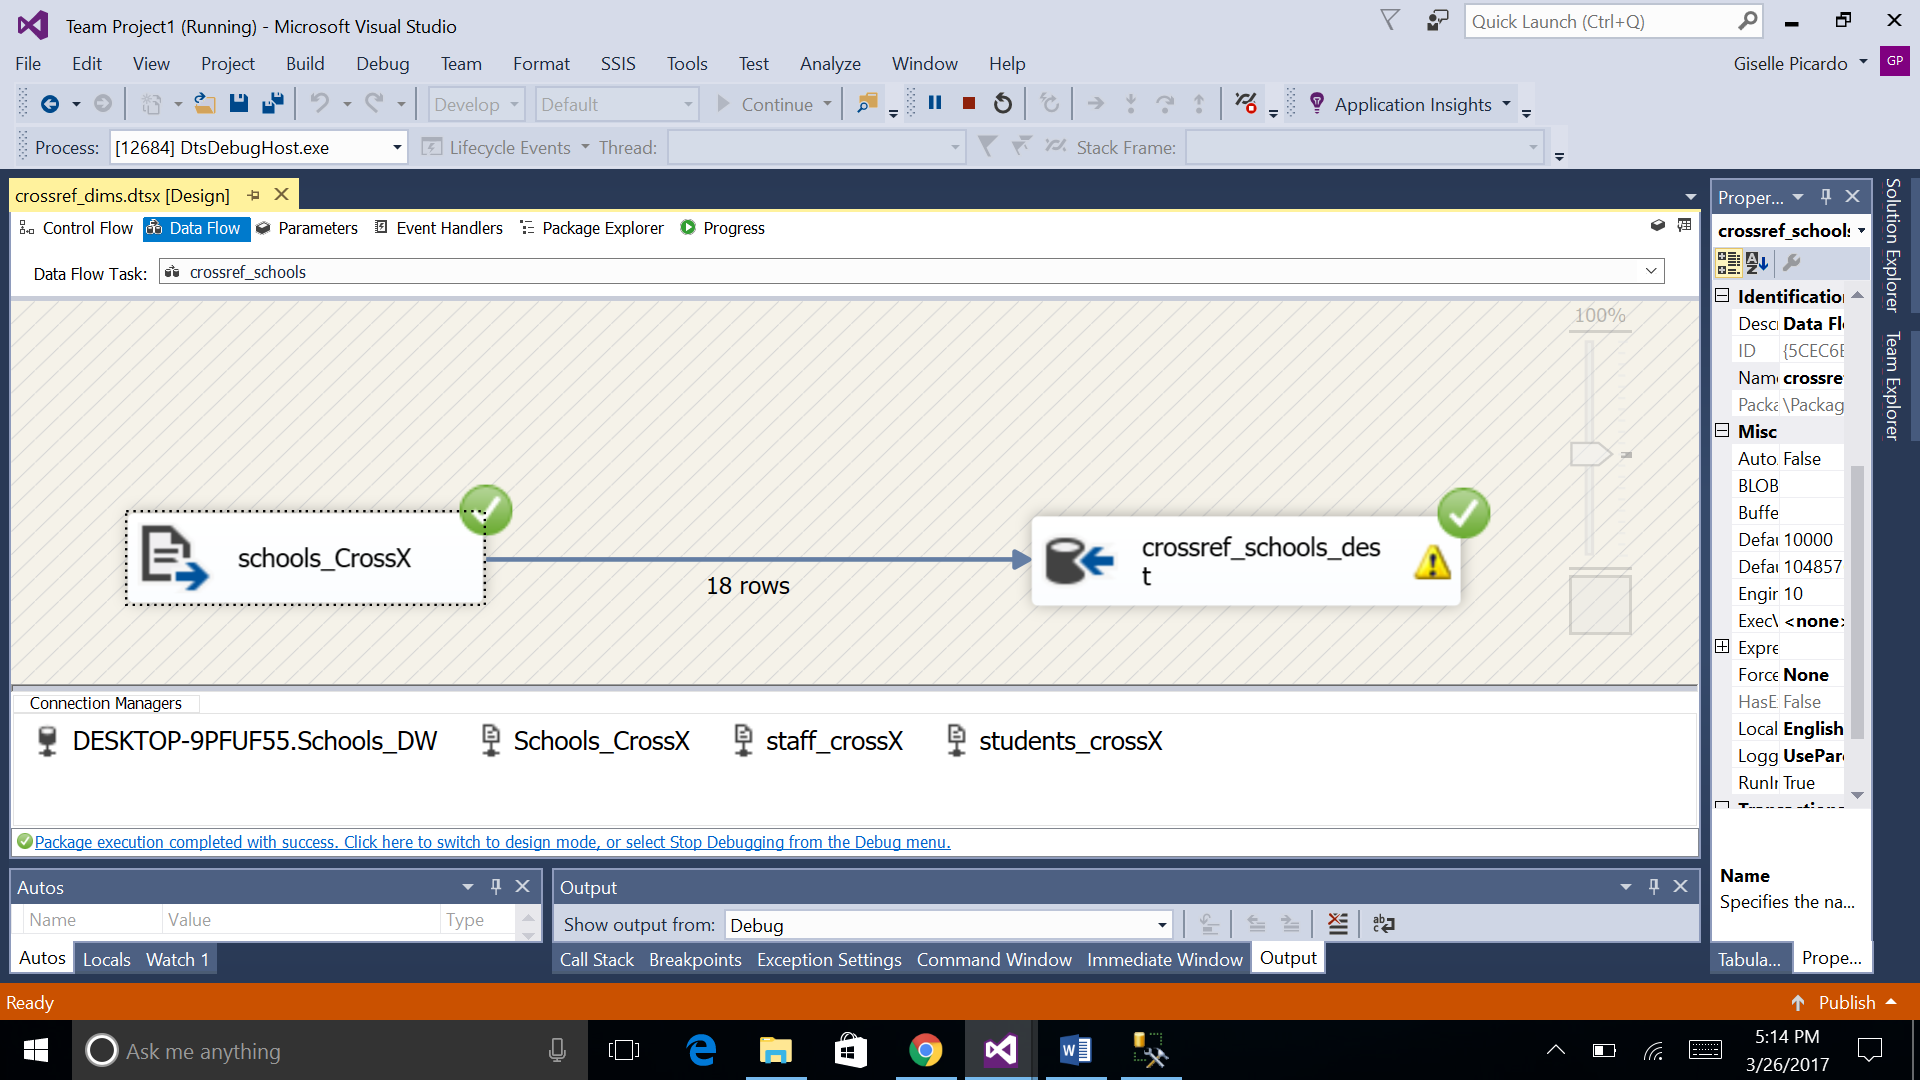 Team Project1 (Running) - Microsoft Visual Studio
Quick Launch (Ctrl+Q)
File Edit View Project Build Debug Team Format SSIS Tools Test Analyze Window Help
Giselle Picardo GP
Develop Default Continue Application Insights
Process: [12684] DtsDebugHost.exe Lifecycle Events Thread: Stack Frame:
crossref_dims.dtsx [Design]
Control Flow Data Flow Parameters Event Handlers Package Explorer Progress
Data Flow Task: crossref_schools
100%
schools_CrossX
18 rows
crossref_schools_des
t
Connection Managers
DESKTOP-9PFUF55.Schools_DW Schools_CrossX staff_crossX students_crossX
Package execution completed with success. Click here to switch to design mode, or select Stop Debugging from the Debug menu.
Autos
Name Value Type
Autos Locals Watch 1
Output
Show output from: Debug
Call Stack Breakpoints Exception Settings Command Window Immediate Window Output
Proper...
crossref_schools
Identification
Desc Data Fl
ID {5CEC6E
Nam crossre
Packa \Packag
Misc
Auto. False
BLOB
Buffe
Defau 10000
Defau 104857
Engin 10
ExecV <none>
Expre
Force None
HasE False
Local English
Logg UsePare
RunIn True
Name
Specifies the na...
Tabula... Prope...
Solution Explorer
Team Explorer
Ready
Publish
Ask me anything
5:14 PM
3/26/2017